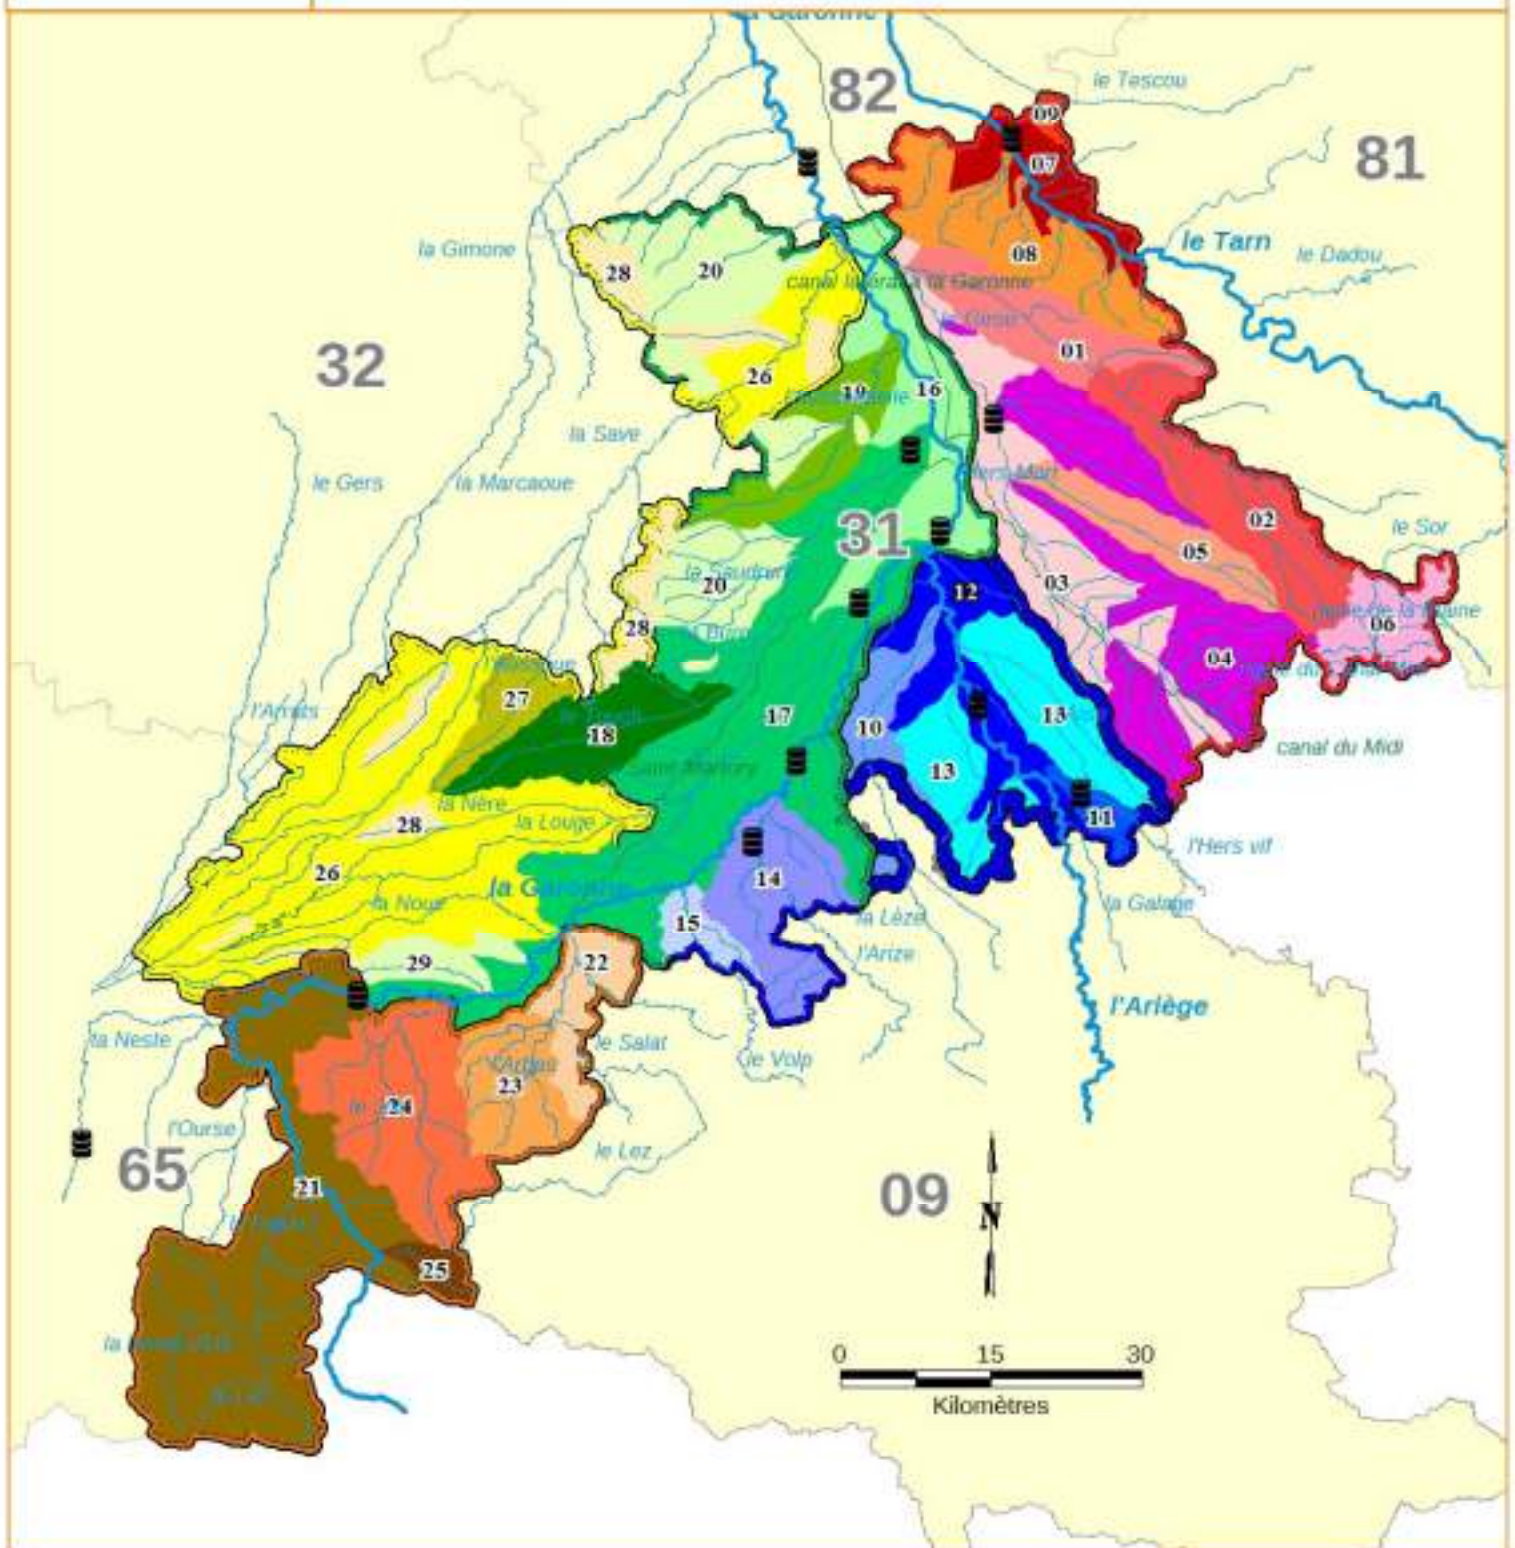 la Garonne
82
le Tescou
09
81
07
le Tarn
la Gimone
le Dadou
08
28
20
canal latéral à la Garonne
01
32
26
19
16
la Save
le Gers
la Marcaoue
l'Hers Mort
02
le Sor
31
05
20
12
03
06
28
04
27
l'Arrats
18
17
10
13
13
canal du Midi
la Nère
28
la Louge
11
l'Hers vif
26
la Garonne
14
la Noue
15
la Lèze
la Galage
29
22
l'Arize
l'Ariège
la Neste
le Salat
le Volp
23
24
l'Ourse
65
le Lez
21
09
N
25
0 15 30
Kilomètres